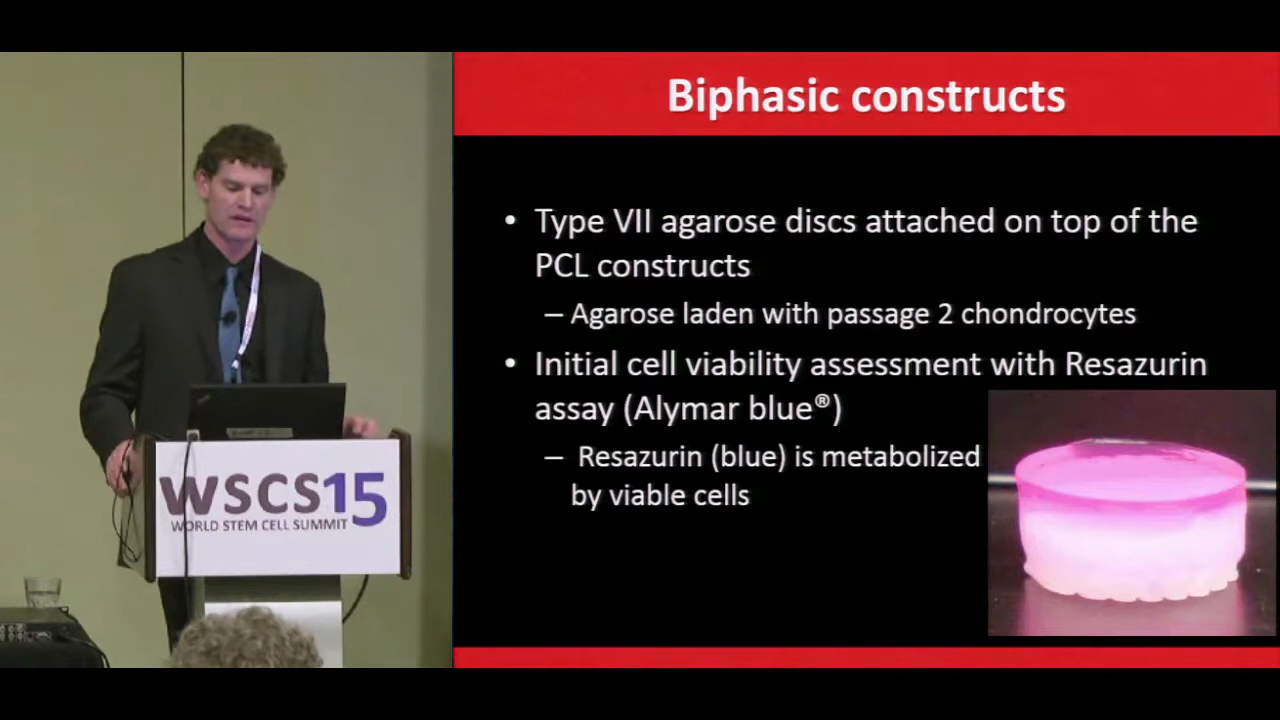 Biphasic constructs
• Type VII agarose discs attached on top of the
PCL constructs
– Agarose laden with passage 2 chondrocytes
• Initial cell viability assessment with Resazurin
assay (Alymar blue®)
– Resazurin (blue) is metabolized
by viable cells
WSCS15
WORLD STEM CELL SUMMIT